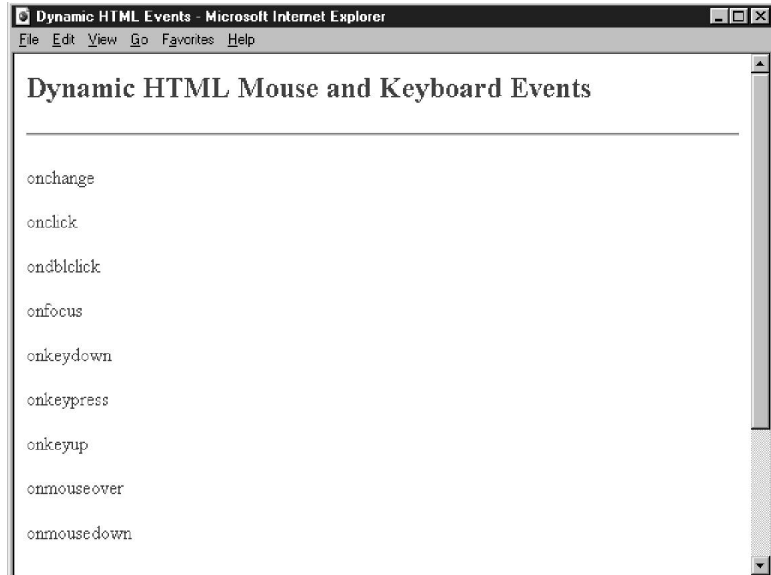 Dynamic HTML Events - Microsoft Internet Explorer
File Edit View Go Favorites Help
Dynamic HTML Mouse and Keyboard Events
onchange
onclick
ondblclick
onfocus
onkeydown
onkeypress
onkeyup
onmouseover
onmousedown